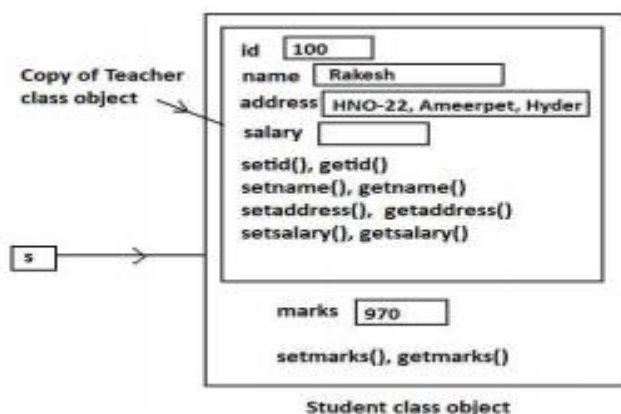 id 100
name Rakesh
Copy of Teacher
class object
address HNO-22, Ameerpet, Hyder
salary
setid(), getid()
setname(), getname()
setaddress(), getaddress()
setsalary(), getsalary()
s
marks 970
setmarks(), getmarks()
Student class object